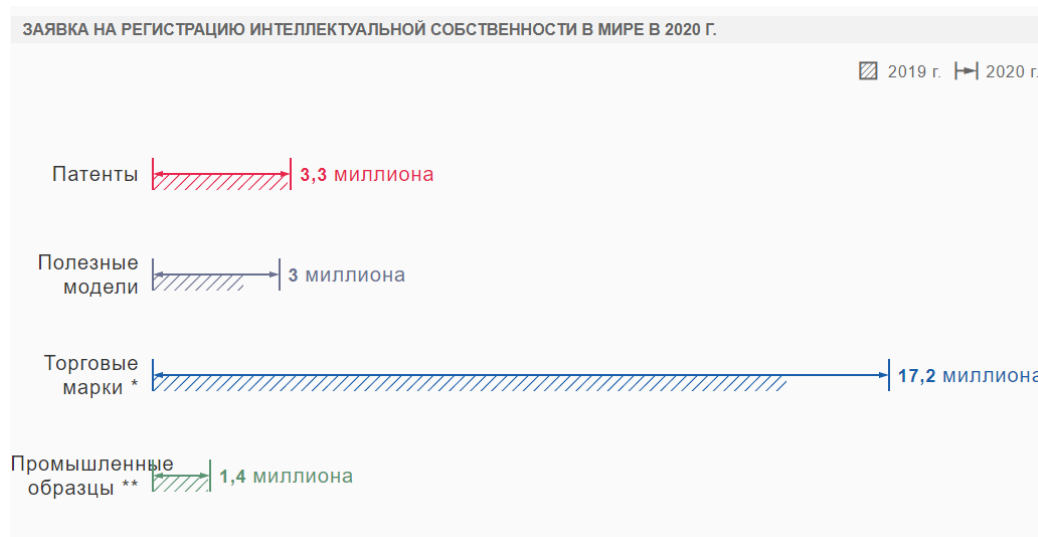 ЗАЯВКА НА РЕГИСТРАЦИЮ ИНТЕЛЛЕКТУАЛЬНОЙ СОБСТВЕННОСТИ В МИРЕ В 2020 Г.
2019 г. 2020 г.
Патенты 3,3 миллиона
Полезные
модели 3 миллиона
Торговые
марки * 17,2 миллиона
Промышленные
образцы ** 1,4 миллиона